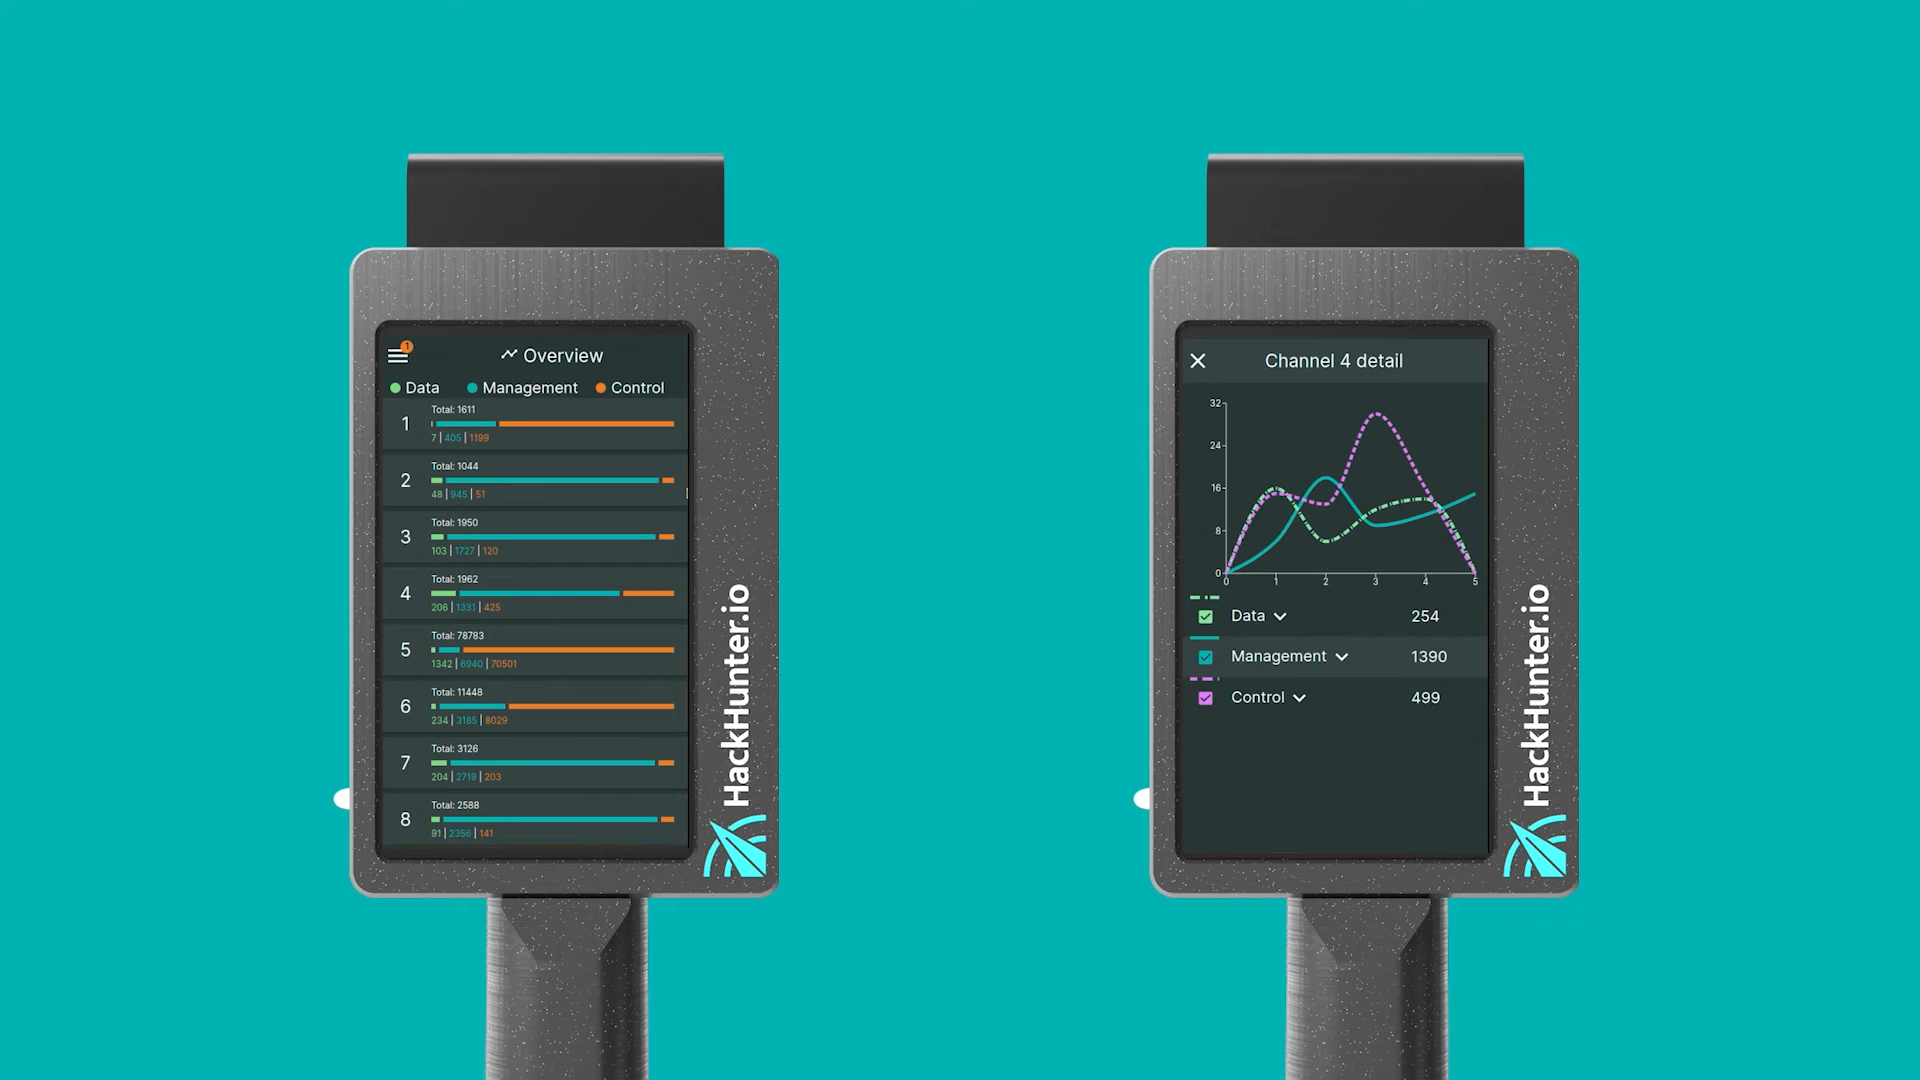 1
Overview
Data Management Control
Total: 1611
1
7 | 405 | 1199
Total: 1044
2
48 | 945 | 51
Total: 1950
3
103 | 1727 | 120
Total: 1962
4
206 | 1331 | 425
Total: 78783
5
1342 | 6940 | 70501
Total: 11448
6
234 | 3185 | 8029
Total: 3126
7
204 | 2719 | 203
Total: 2588
8
91 | 2356 | 141
HackHunter.io
Channel 4 detail
32
24
16
8
0
0 1 2 3 4 5
Data 254
Management 1390
Control 499
HackHunter.io